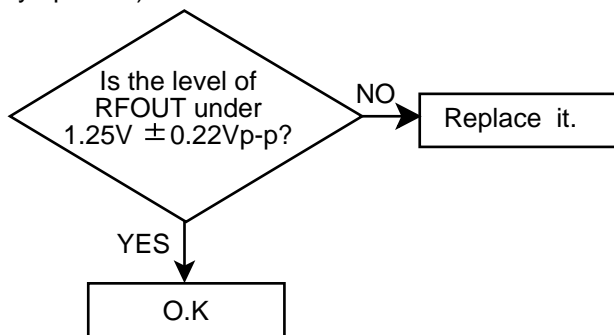 Is the level of
RFOUT under
1.25V ±0.22Vp-p?
NO
Replace it.
YES
O.K